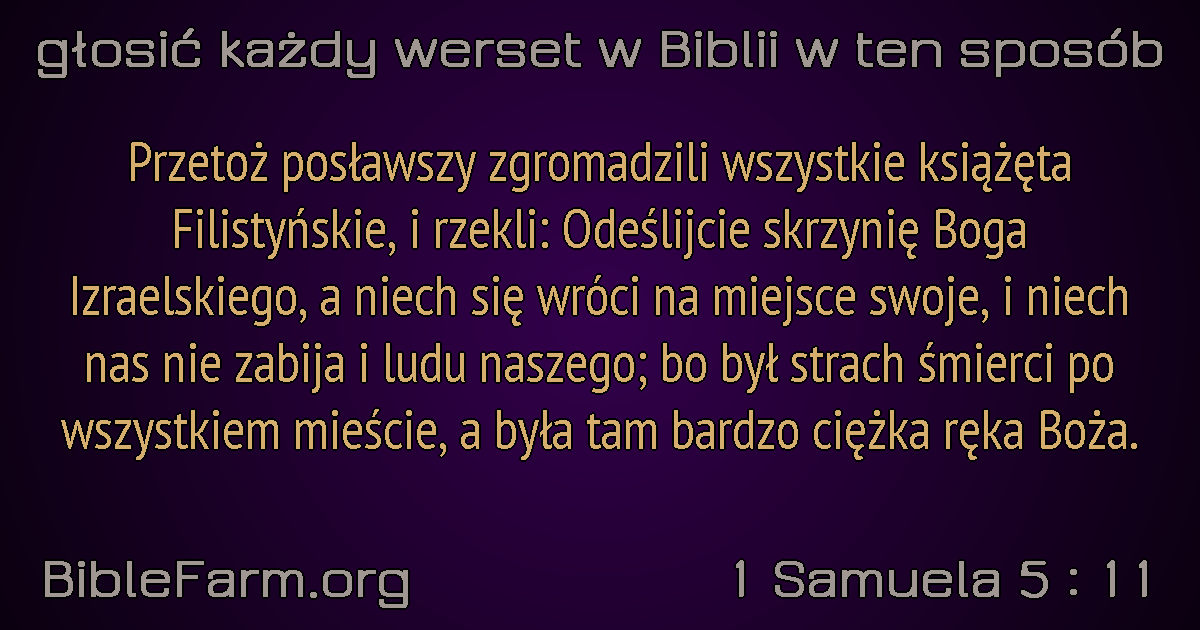 głosić każdy werset w Biblii w ten sposób
Przetoż posławszy zgromadzili wszystkie książęta
Filistyńskie, i rzekli: Odeślijcie skrzynię Boga
Izraelskiego, a niech się wróci na miejsce swoje, i niech
nas nie zabija i ludu naszego; bo był strach śmierci po
wszystkiem mieście, a była tam bardzo ciężka ręka Boża.
BibleFarm.org
1 Samuela 5 : 11